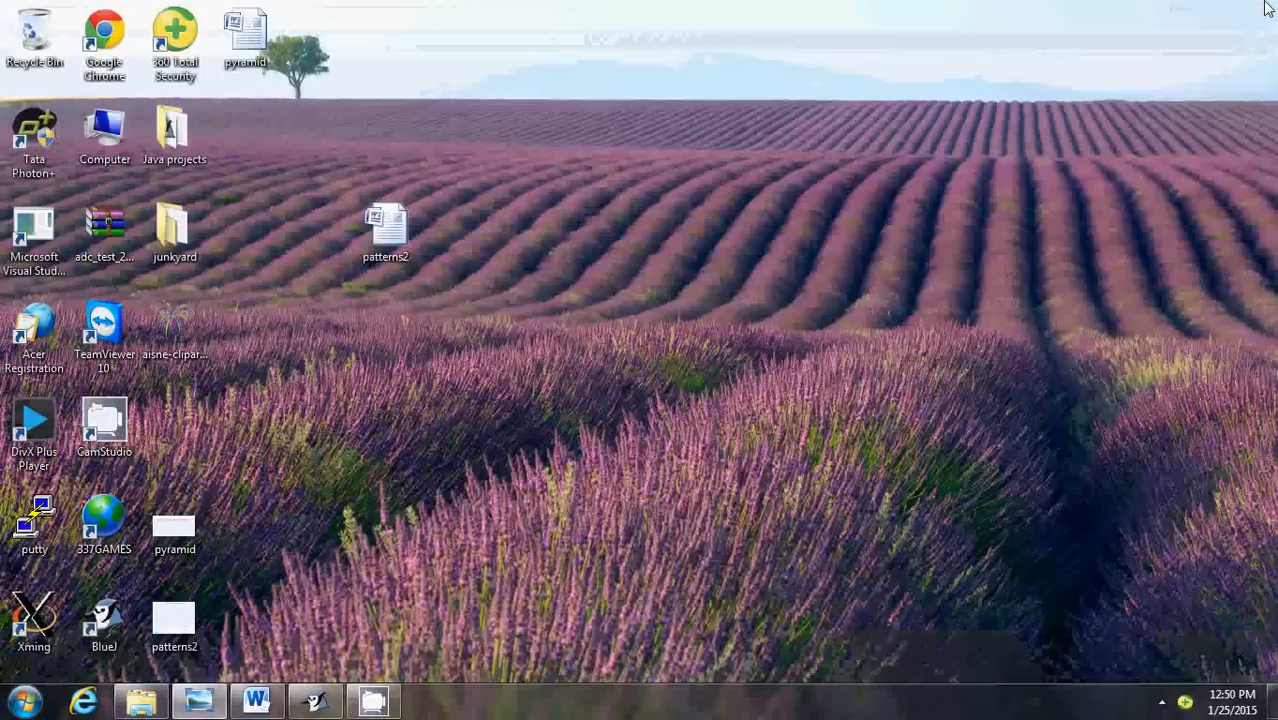 Recycle Bin
Google
Chrome
360 Total
Security
pyramid
Tata
Photon+
Computer
Java projects
Microsoft
Visual Stud...
adc_test_2...
junkyard
patterns2
Acer
Registration
TeamViewer
10
aisne-clipar...
DivX Plus
Player
CamStudio
putty
337GAMES
pyramid
Xming
BlueJ
patterns2
12:50 PM
1/25/2015